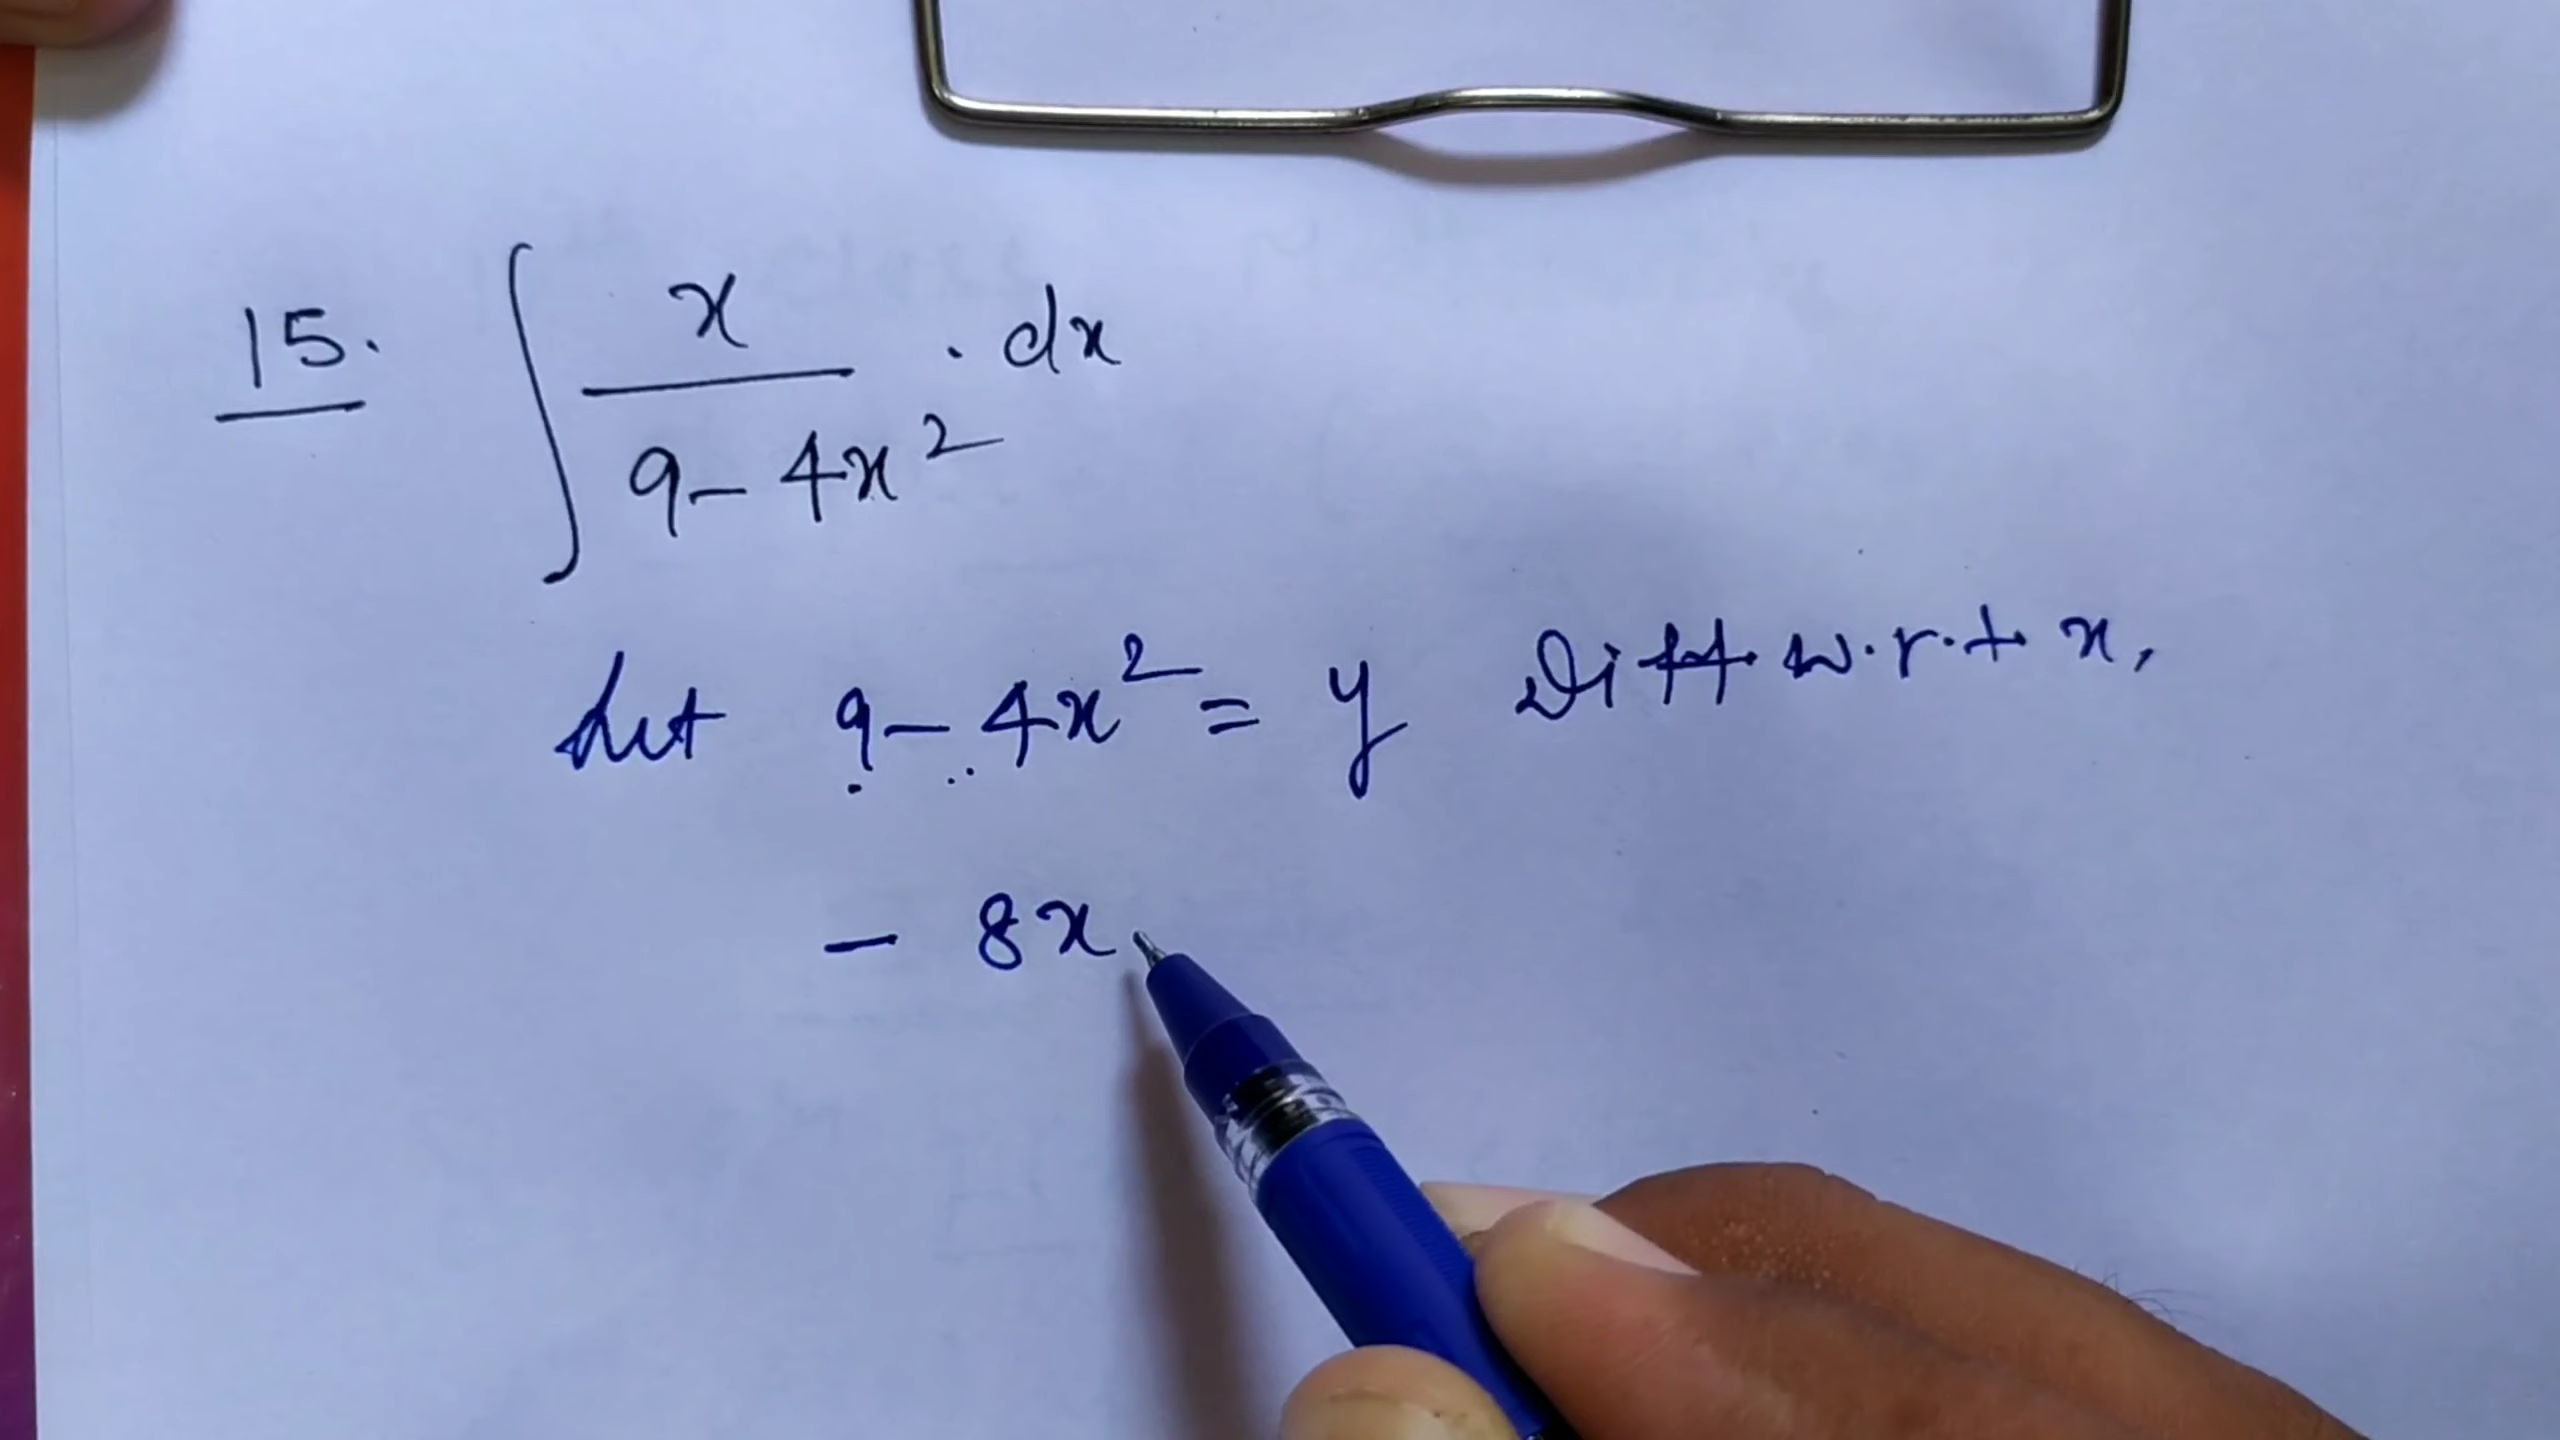 15. ∫ x / (9 - 4x²) . dx
Let 9 - 4x² = y Diff w.r.t x,
- 8x